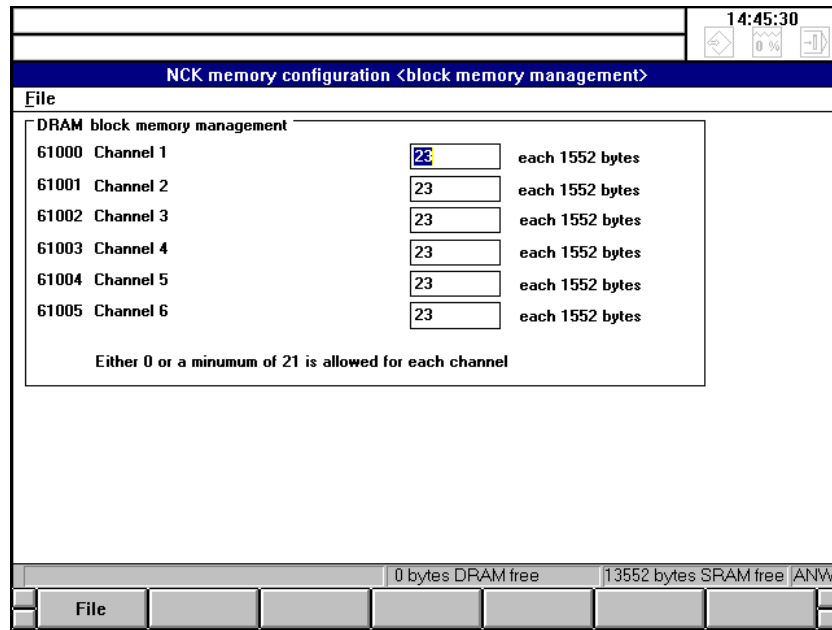 14:45:30
0 %
NCK memory configuration <block memory management>
File
DRAM block memory management
61000 Channel 1 23 each 1552 bytes
61001 Channel 2 23 each 1552 bytes
61002 Channel 3 23 each 1552 bytes
61003 Channel 4 23 each 1552 bytes
61004 Channel 5 23 each 1552 bytes
61005 Channel 6 23 each 1552 bytes
Either 0 or a minumum of 21 is allowed for each channel
0 bytes DRAM free 13552 bytes SRAM free ANW
File